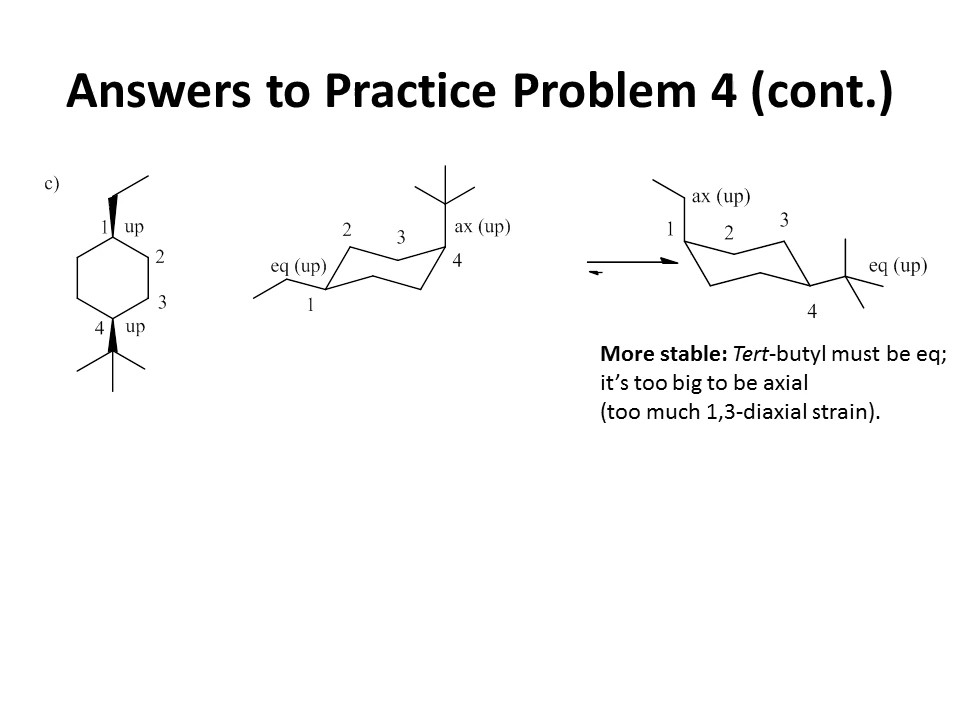 Answers to Practice Problem 4 (cont.)
c)
1 up
2
3
4 up
2
3
ax (up)
4
eq (up)
1
ax (up)
1
2
3
eq (up)
4
More stable: Tert-butyl must be eq;
it's too big to be axial
(too much 1,3-diaxial strain).